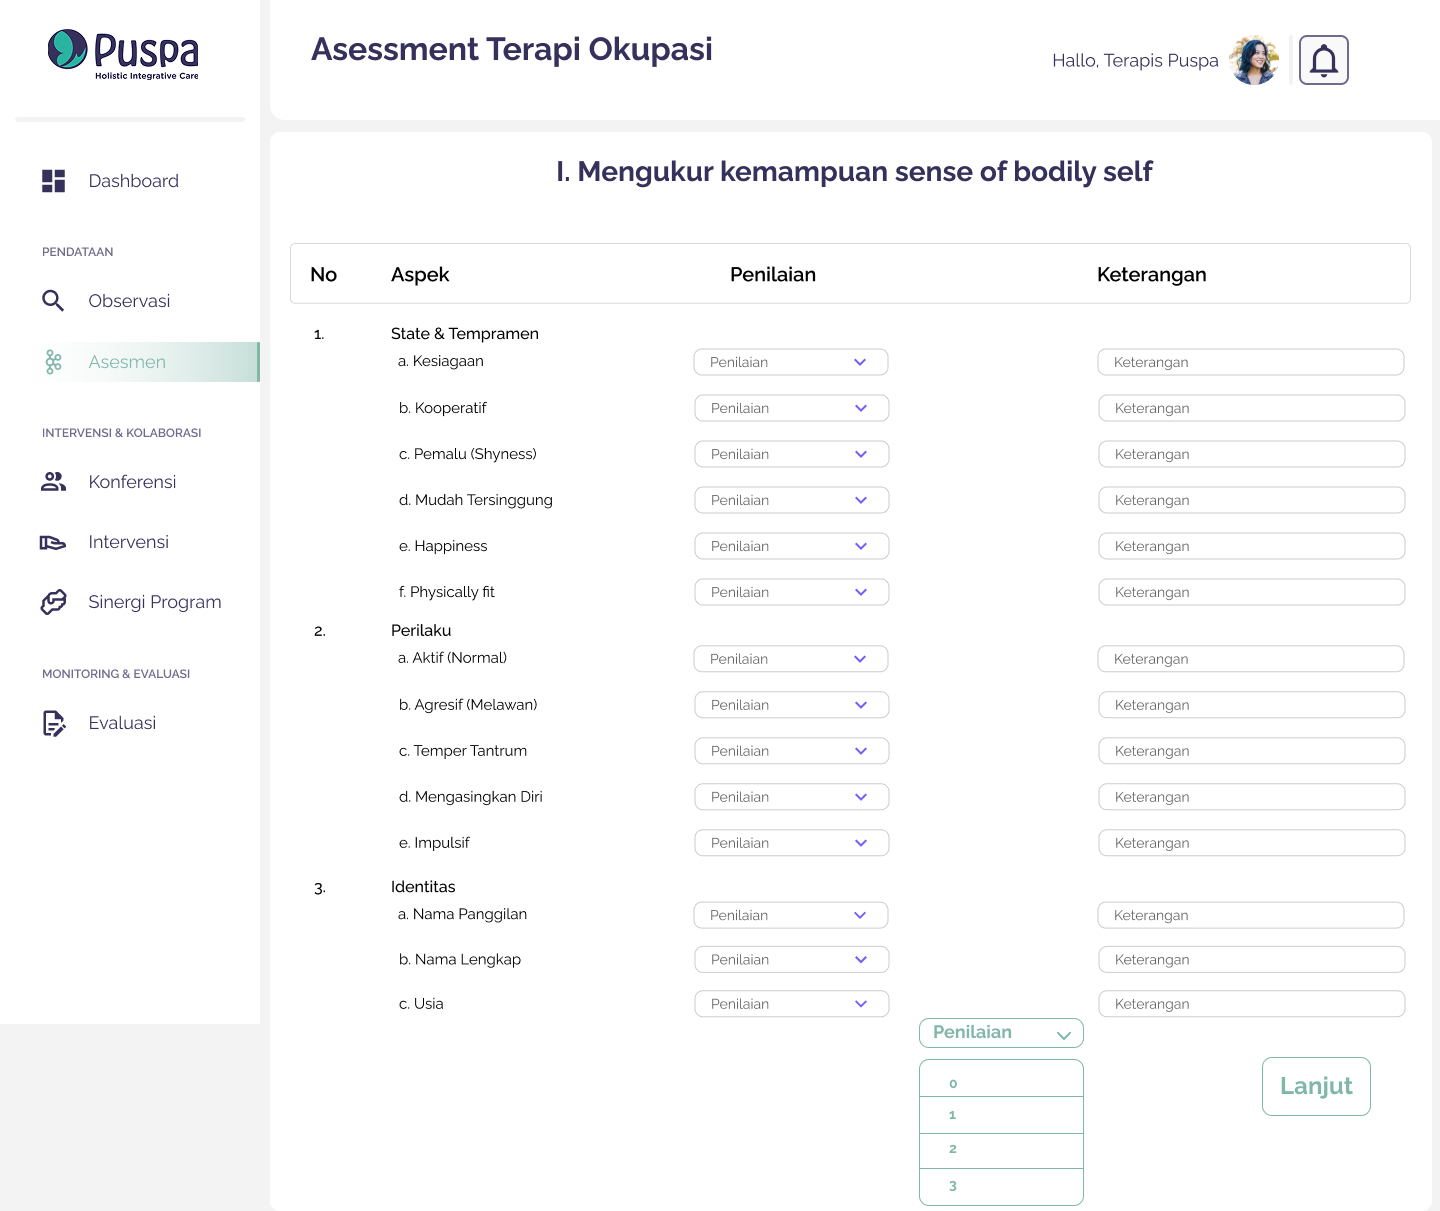 Puspa
Holistic Integrative Care
Asessment Terapi Okupasi
Hallo, Terapis Puspa
Dashboard
PENDATAAN
Observasi
Asesmen
INTERVENSI & KOLABORASI
Konferensi
Intervensi
Sinergi Program
MONITORING & EVALUASI
Evaluasi
I. Mengukur kemampuan sense of bodily self
No Aspek Penilaian Keterangan
1. State & Tempramen
a. Kesiagaan Penilaian Keterangan
b. Kooperatif Penilaian Keterangan
c. Pemalu (Shyness) Penilaian Keterangan
d. Mudah Tersinggung Penilaian Keterangan
e. Happiness Penilaian Keterangan
f. Physically fit Penilaian Keterangan
2. Perilaku
a. Aktif (Normal) Penilaian Keterangan
b. Agresif (Melawan) Penilaian Keterangan
c. Temper Tantrum Penilaian Keterangan
d. Mengasingkan Diri Penilaian Keterangan
e. Impulsif Penilaian Keterangan
3. Identitas
a. Nama Panggilan Penilaian Keterangan
b. Nama Lengkap Penilaian Keterangan
c. Usia Penilaian Keterangan
Penilaian
0
1
2
3
Lanjut